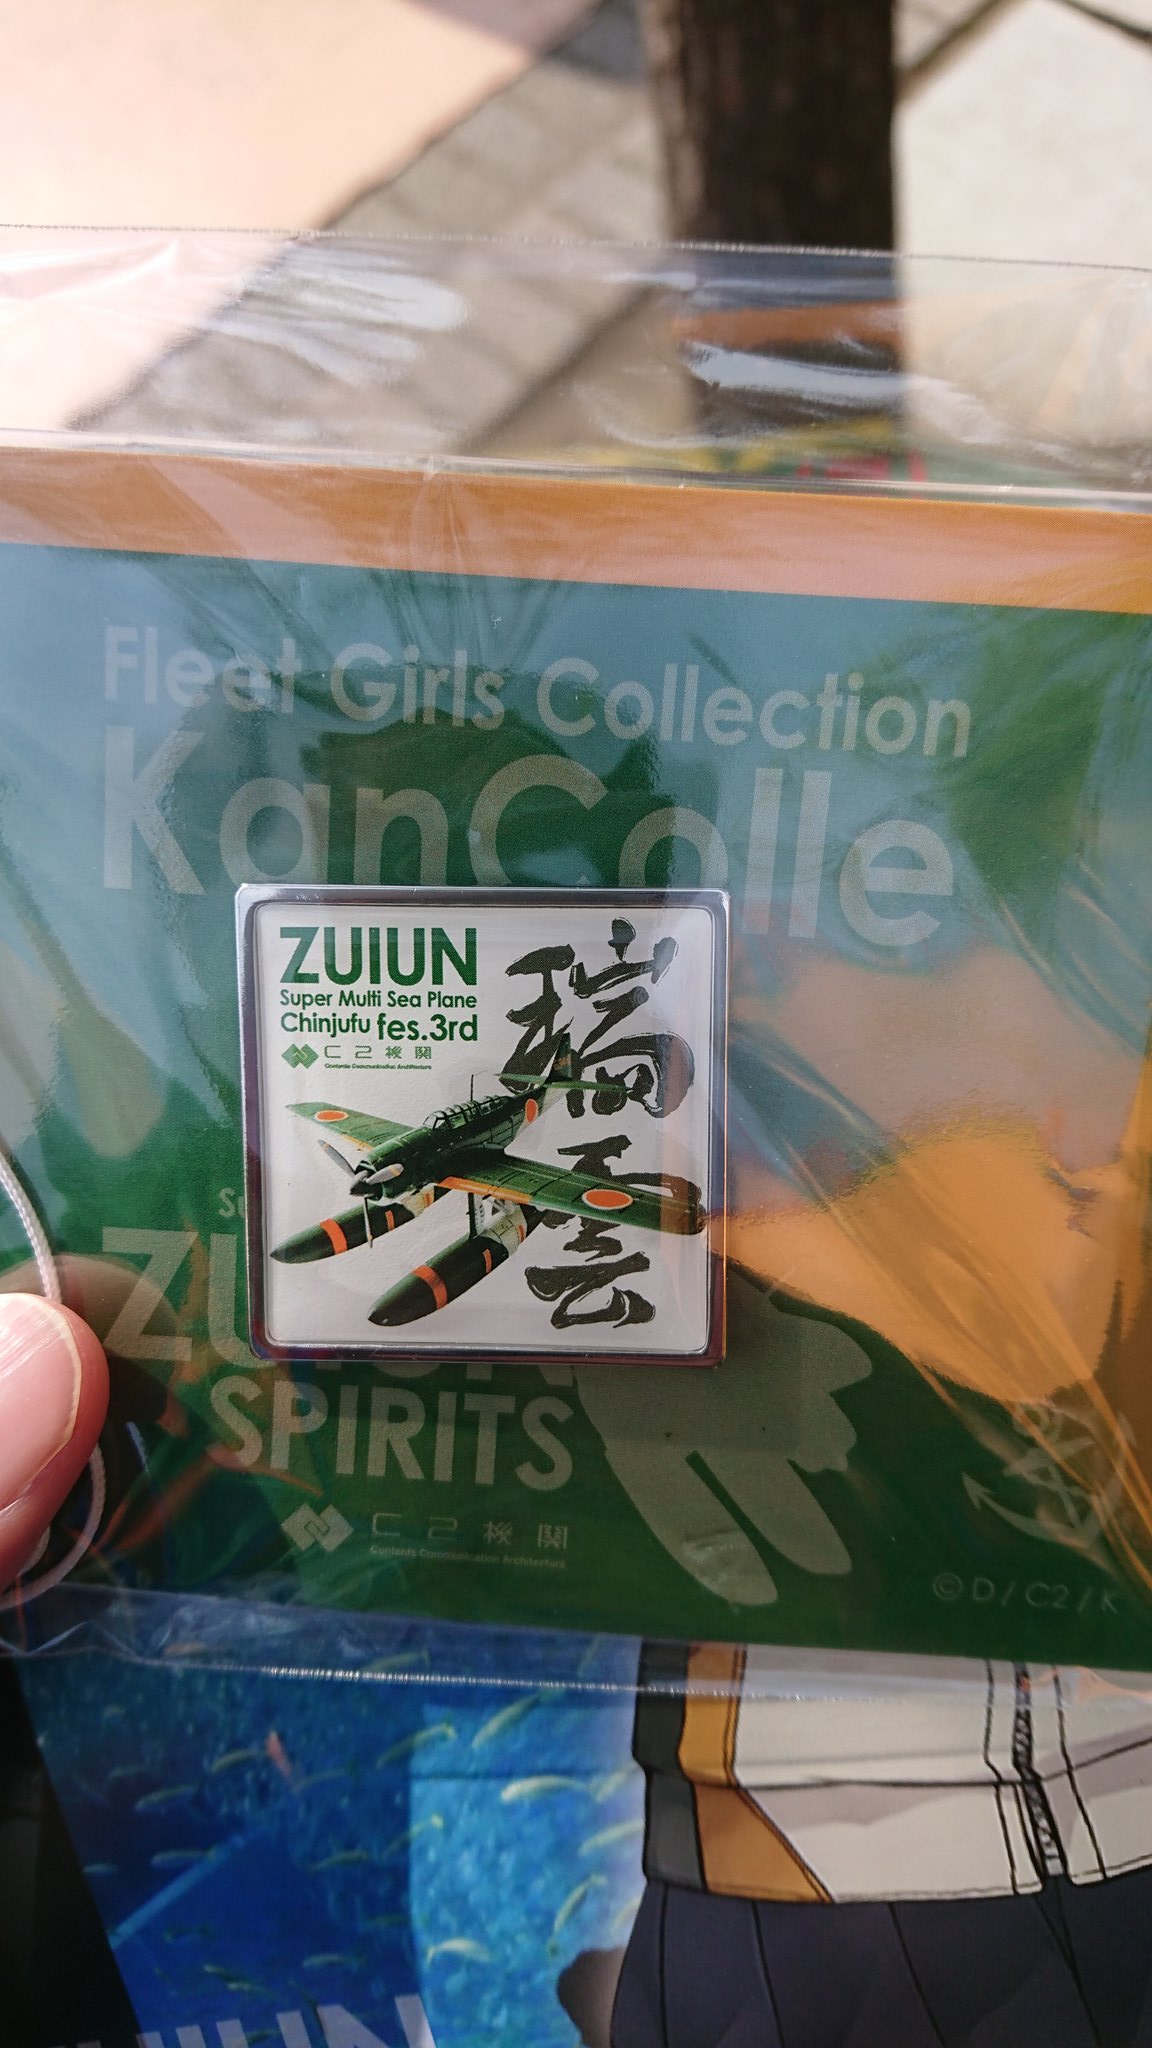 Fleet Girls Collection
KanColle
ZUIUN
Super Multi Sea Plane
Chinjufu fes.3rd
C2機関
Contents Communication Architecture
瑞雲
SPIRITS
C2機関
Contents Communication Architecture
©D/C2/K